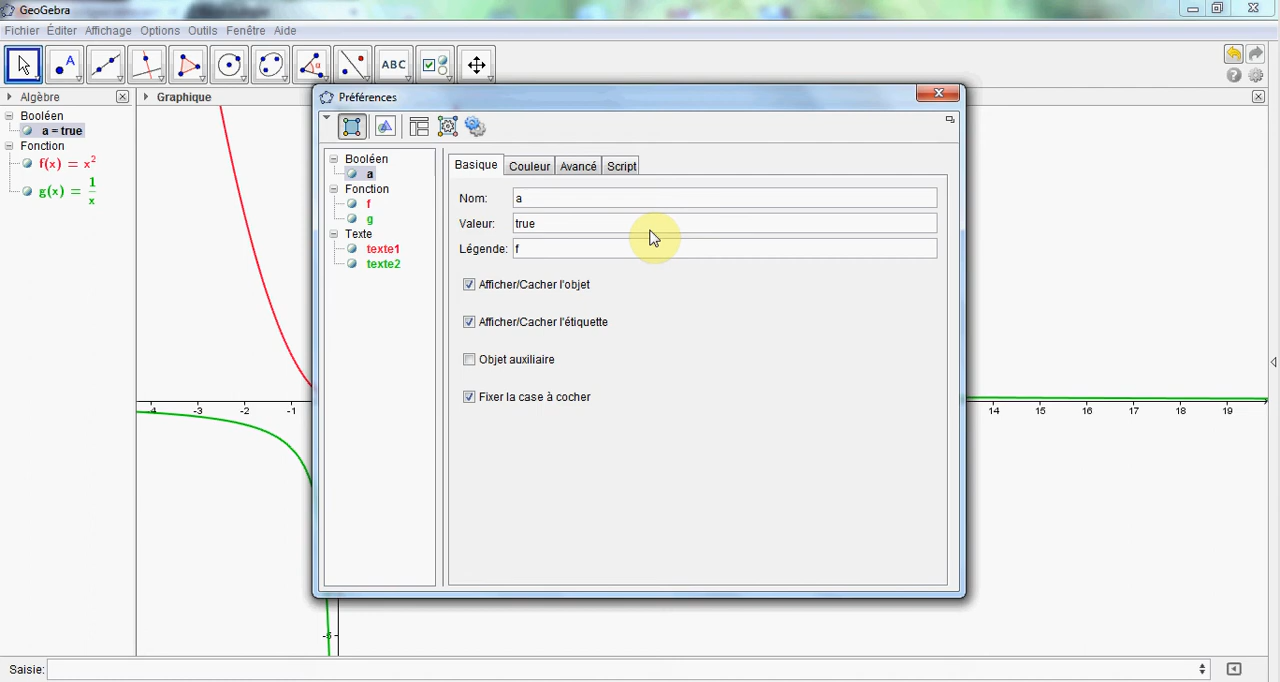 GeoGebra
Fichier Éditer Affichage Options Outils Fenêtre Aide
A
ABC
Algèbre
Graphique
Booléen
a = true
Fonction
f(x) = x²
g(x) = 1/x
Préférences
Booléen
a
Fonction
f
g
Texte
texte1
texte2
Basique Couleur Avancé Script
Nom: a
Valeur: true
Légende: f
Afficher/Cacher l'objet
Afficher/Cacher l'étiquette
Objet auxiliaire
Fixer la case à cocher
-4 -3 -2 -1 14 15 16 17 18 19
-5
Saisie: